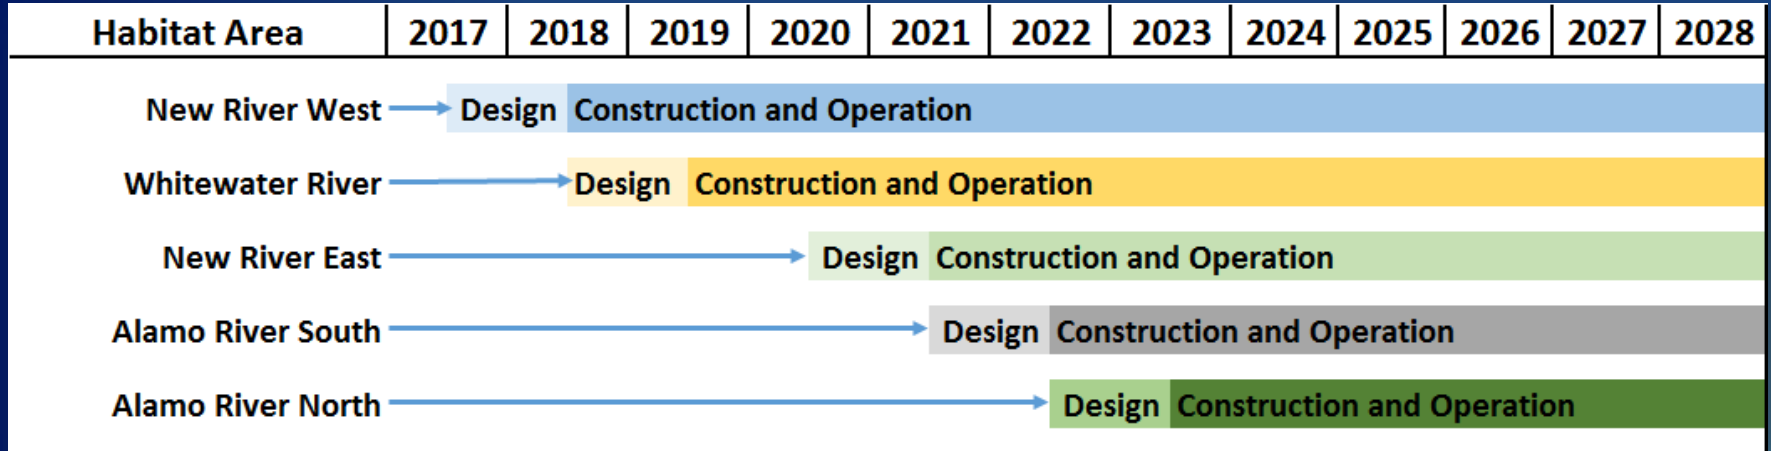 Habitat Area 2017 2018 2019 2020 2021 2022 2023 2024 2025 2026 2027 2028
New River West Design Construction and Operation
Whitewater River Design Construction and Operation
New River East Design Construction and Operation
Alamo River South Design Construction and Operation
Alamo River North Design Construction and Operation